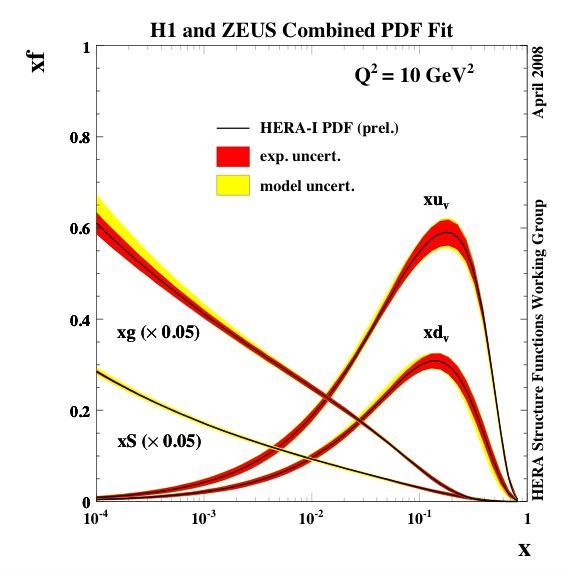 H1 and ZEUS Combined PDF Fit
xf
1
Q² = 10 GeV²
April 2008
HERA-I PDF (prel.)
0.8
exp. uncert.
model uncert.
xuᵥ
0.6
xg (× 0.05)
xdᵥ
0.4
0.2
xS (× 0.05)
HERA Structure Functions Working Group
0
10⁻⁴ 10⁻³ 10⁻² 10⁻¹ 1
x